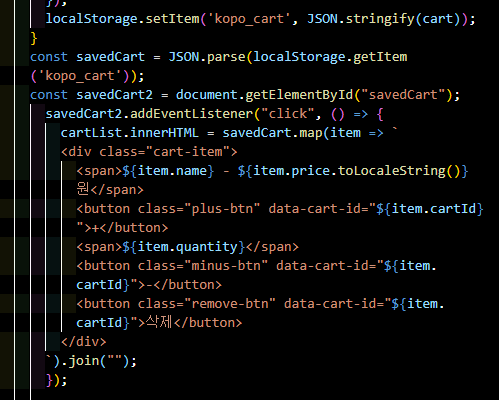 });
localStorage.setItem('kopo_cart', JSON.stringify(cart));
}
const savedCart = JSON.parse(localStorage.getItem
('kopo_cart'));
const savedCart2 = document.getElementById("savedCart");
savedCart2.addEventListener("click", () => {
cartList.innerHTML = savedCart.map(item => `
<div class="cart-item">
<span>${item.name} - ${item.price.toLocaleString()}
원</span>
<button class="plus-btn" data-cart-id="${item.cartId}
">+</button>
<span>${item.quantity}</span>
<button class="minus-btn" data-cart-id="${item.
cartId}">-</button>
<button class="remove-btn" data-cart-id="${item.
cartId}">삭제</button>
</div>
`).join("");
});